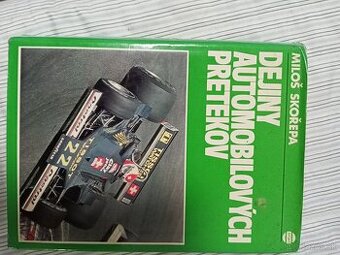 MILOŠ SKOŘEPA
DEJINY
AUTOMOBILOVÝCH
PRETEKOV
22